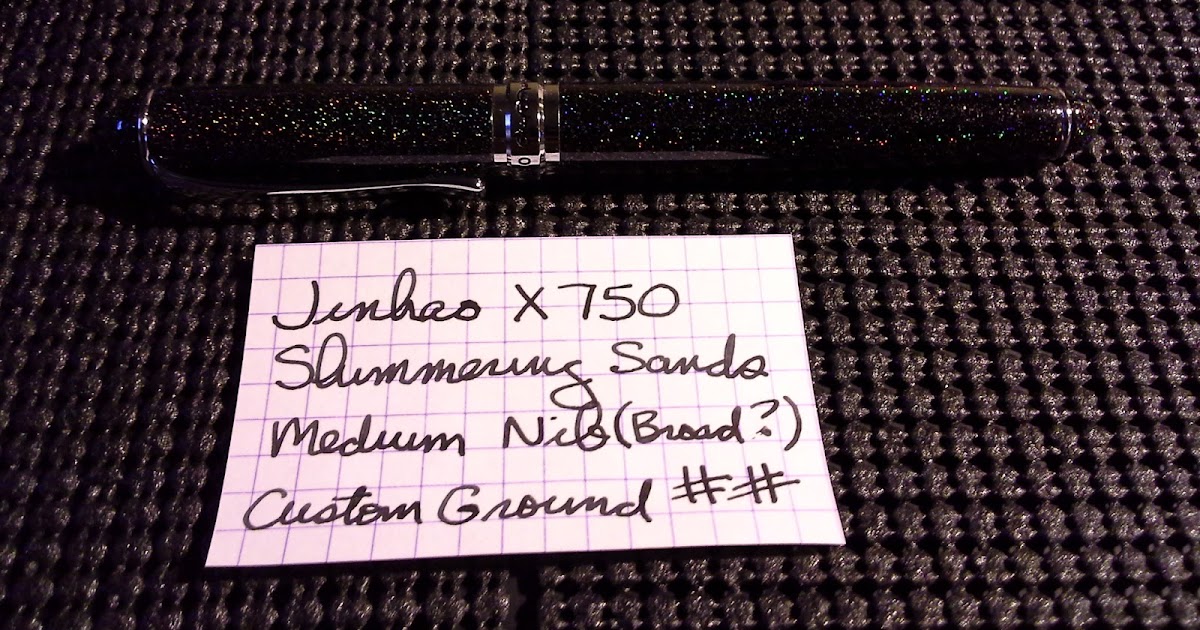 Jinhao X750
Shimmering Sands
Medium Nib (Broad?)
Custom Ground ##